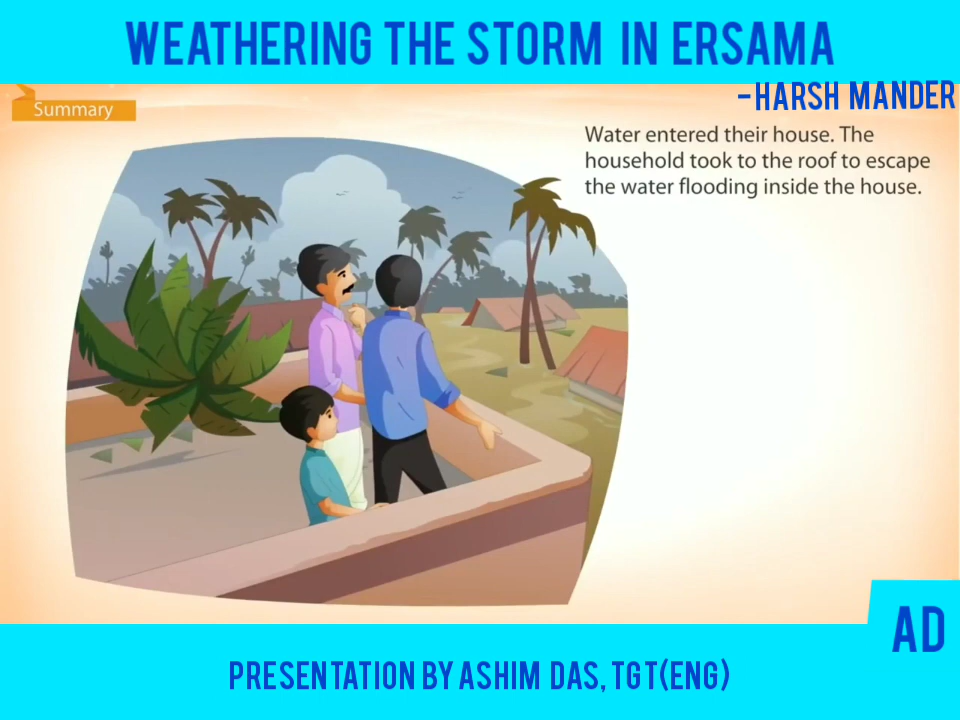 WEATHERING THE STORM IN ERSAMA
- HARSH MANDER
Summary
Water entered their house. The
household took to the roof to escape
the water flooding inside the house.
AD
PRESENTATION BY ASHIM DAS, TGT(ENG)